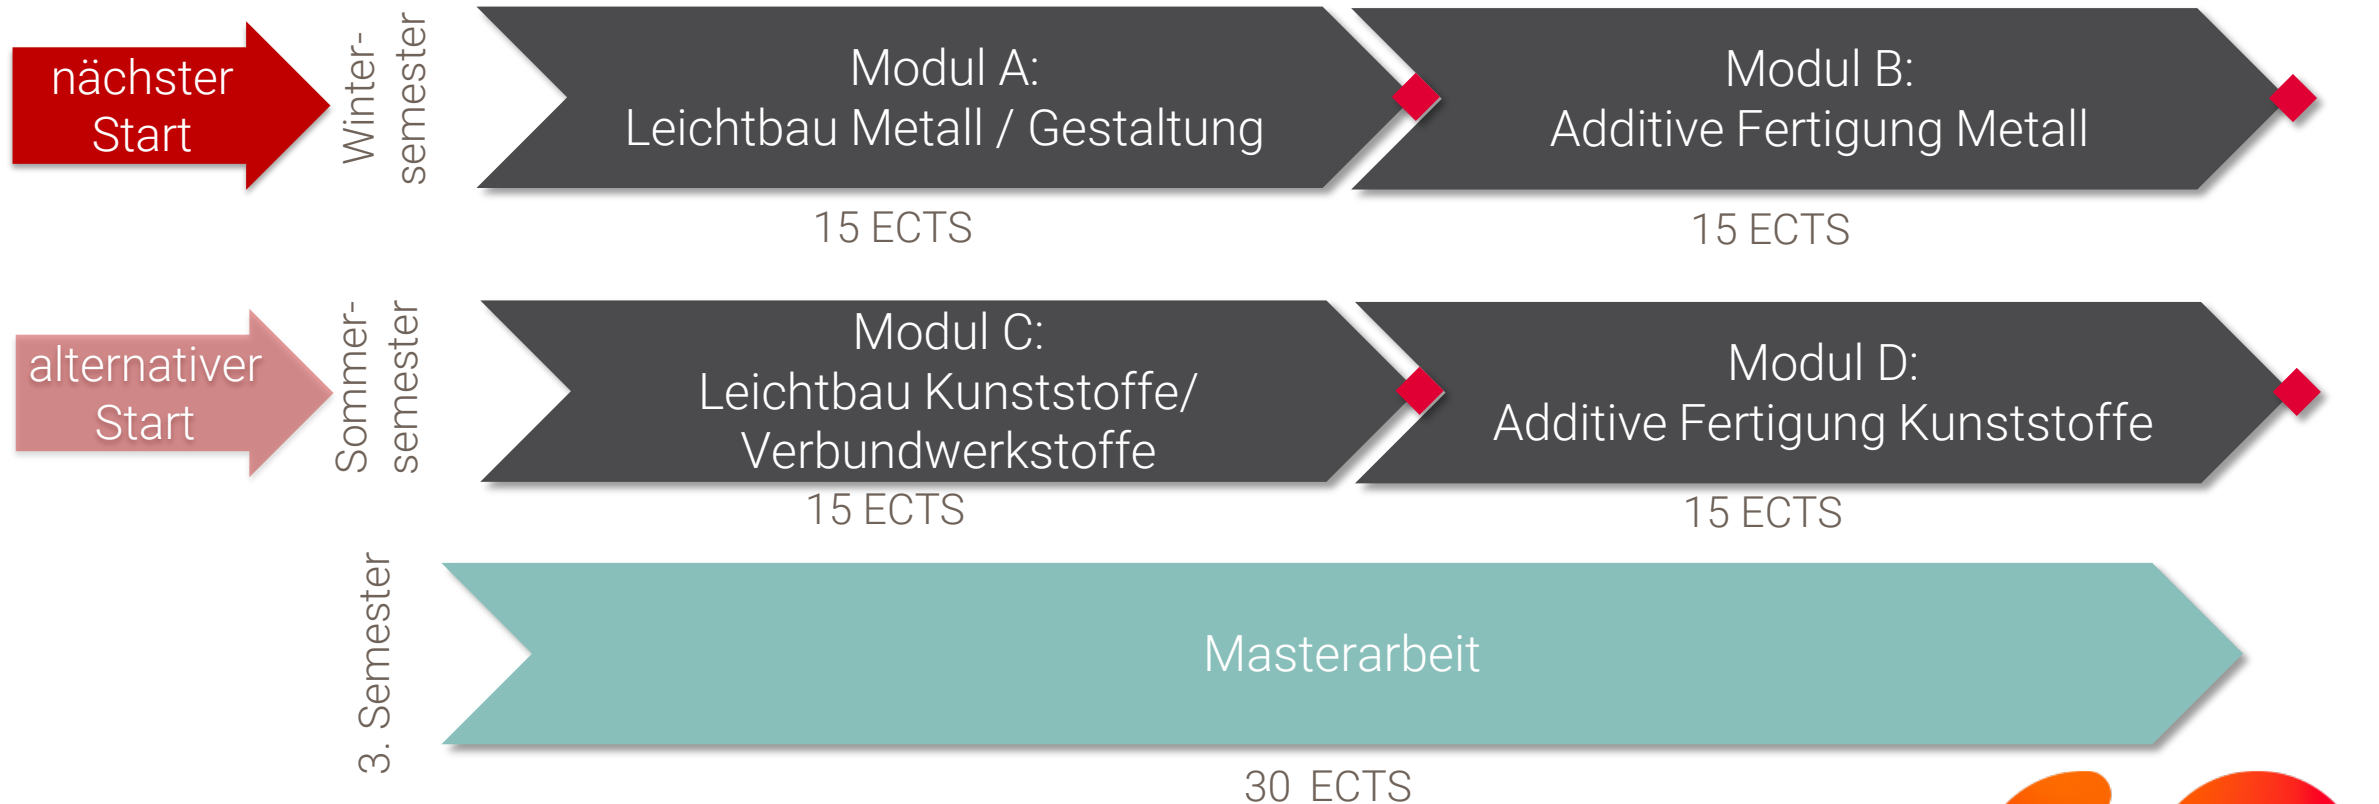 nächster
Start
Winter-
semester
Modul A:
Leichtbau Metall / Gestaltung
15 ECTS
Modul B:
Additive Fertigung Metall
15 ECTS
alternativer
Start
Sommer-
semester
Modul C:
Leichtbau Kunststoffe/
Verbundwerkstoffe
15 ECTS
Modul D:
Additive Fertigung Kunststoffe
15 ECTS
3. Semester
Masterarbeit
30 ECTS